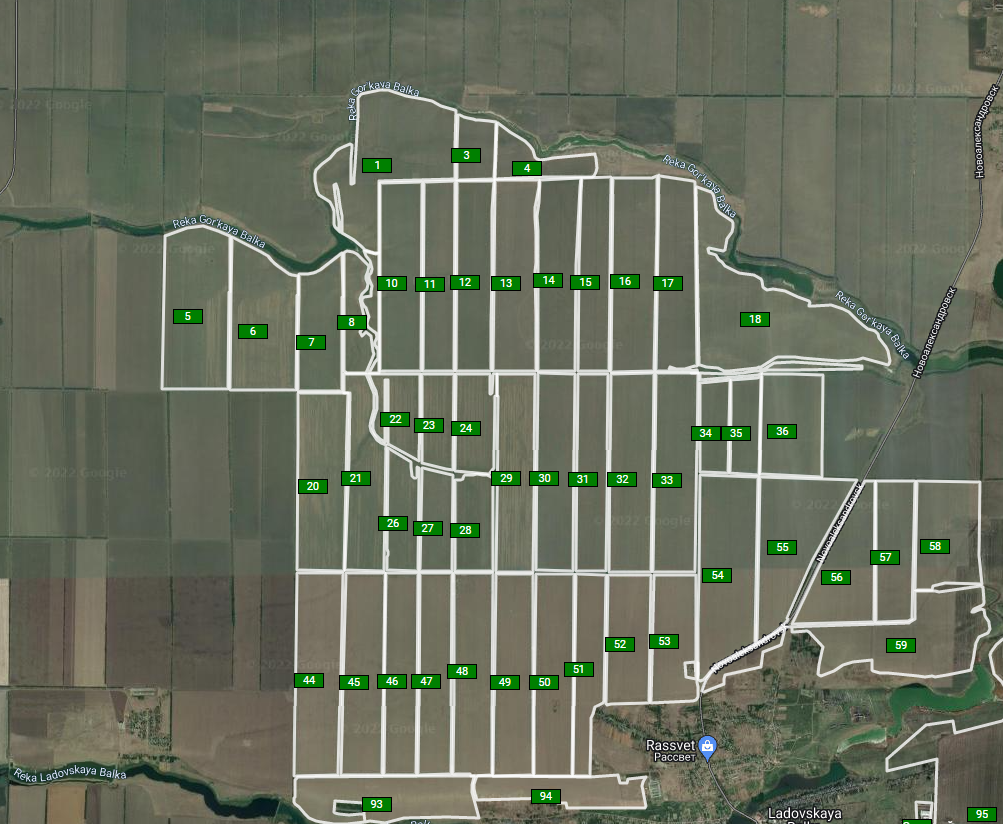 Reka Gor'kaya Balka
© 2022 Google
© 2022 Google
© 2022 Google
Новоалександровск
3
1
4
Reka Gor'kaya Balka
Reka Gor'kaya Balka
© 2022 Google
© 2022 Google
10
11
12
13
14
15
16
17
Reka Gor'kaya Balka
Новоалександровск
5
6
7
8
18
© 2022 Google
22
23
24
34
35
36
© 2022 Google
20
21
29
30
31
32
33
26
27
28
© 2022 Google
© 2022 Google
Novoaleksandrovsk
55
56
57
58
54
52
53
Novoaleksandrovsk
59
© 2022 Google
44
45
46
47
48
49
50
51
© 2022 Google
Rassvet
Рассвет
Reka Ladovskaya Balka
93
94
Ladovskaya
Balka
95